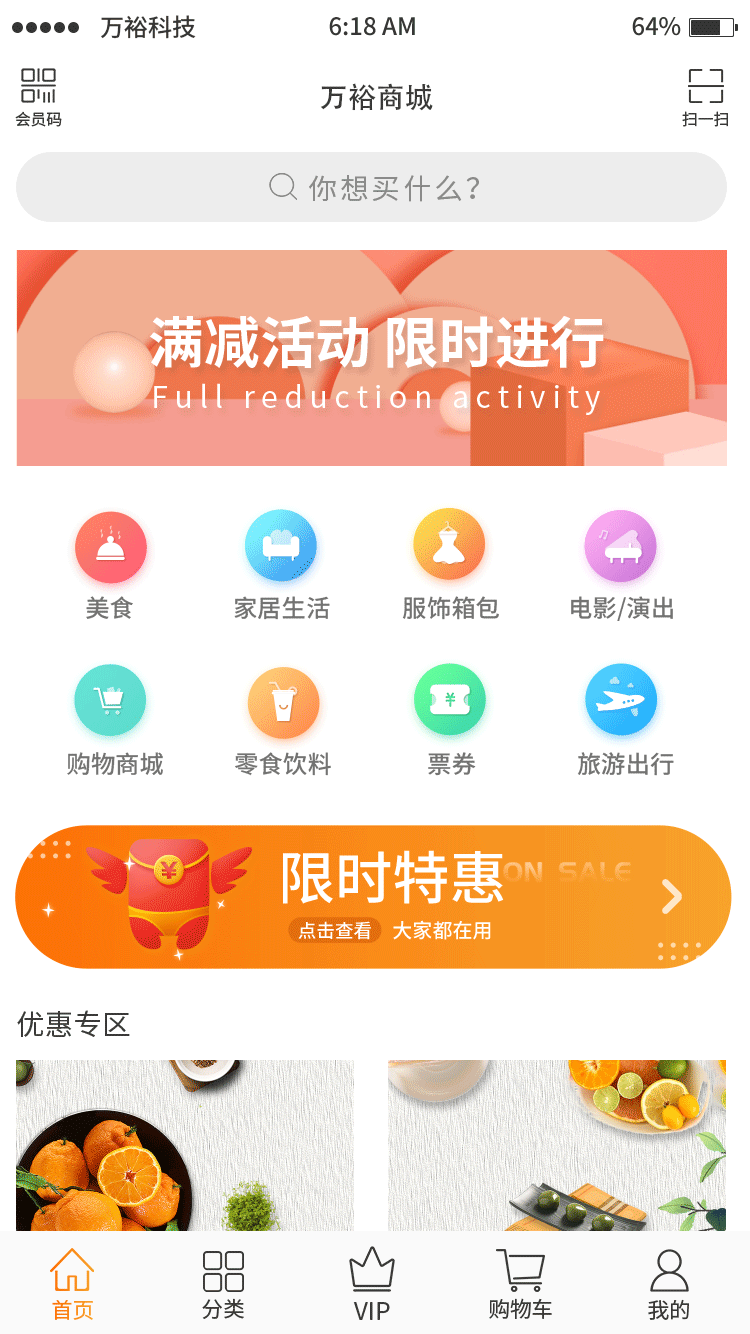 万裕科技 6:18 AM 64%
万裕商城
会员码 扫一扫
你想买什么?
满减活动 限时进行
Full reduction activity
美食 家居生活 服饰箱包 电影/演出
购物商城 零食饮料 票券 旅游出行
¥
¥
限时特惠 ON SALE
点击查看 大家都在用
优惠专区
首页 分类 VIP 购物车 我的